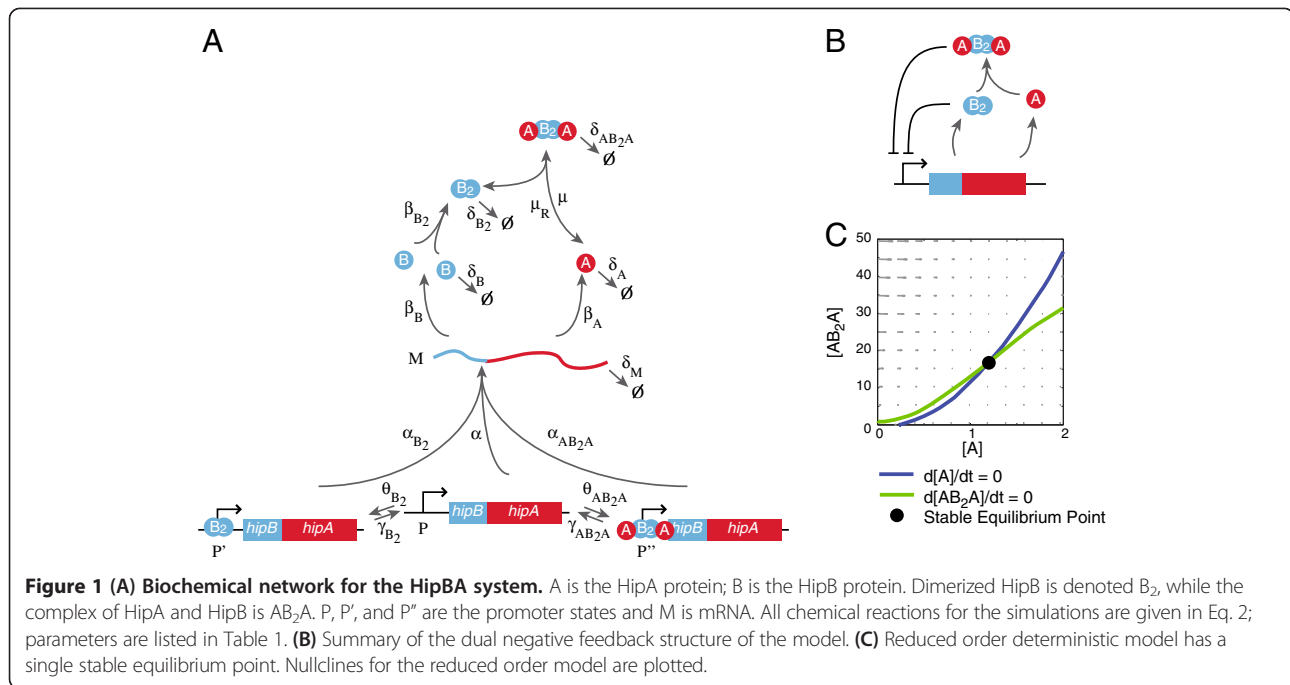 A
A B₂ A
δAB₂A
Ø
B₂
δB₂
Ø
βB₂
μR
μ
B
B
δB
Ø
A
δA
Ø
βB
βA
M
δM
Ø
αB₂
α
αAB₂A
θB₂
γB₂
P
hipB
hipA
θAB₂A
γAB₂A
B₂
hipB
hipA
P'
A B₂ A
hipB
hipA
P"
B
A B₂ A
B₂
A
C
[AB₂A]
50
40
30
20
10
0
0
1
2
[A]
d[A]/dt = 0
d[AB₂A]/dt = 0
Stable Equilibrium Point
Figure 1 (A) Biochemical network for the HipBA system. A is the HipA protein; B is the HipB protein. Dimerized HipB is denoted B₂, while the
complex of HipA and HipB is AB₂A. P, P', and P" are the promoter states and M is mRNA. All chemical reactions for the simulations are given in Eq. 2;
parameters are listed in Table 1. (B) Summary of the dual negative feedback structure of the model. (C) Reduced order deterministic model has a
single stable equilibrium point. Nullclines for the reduced order model are plotted.